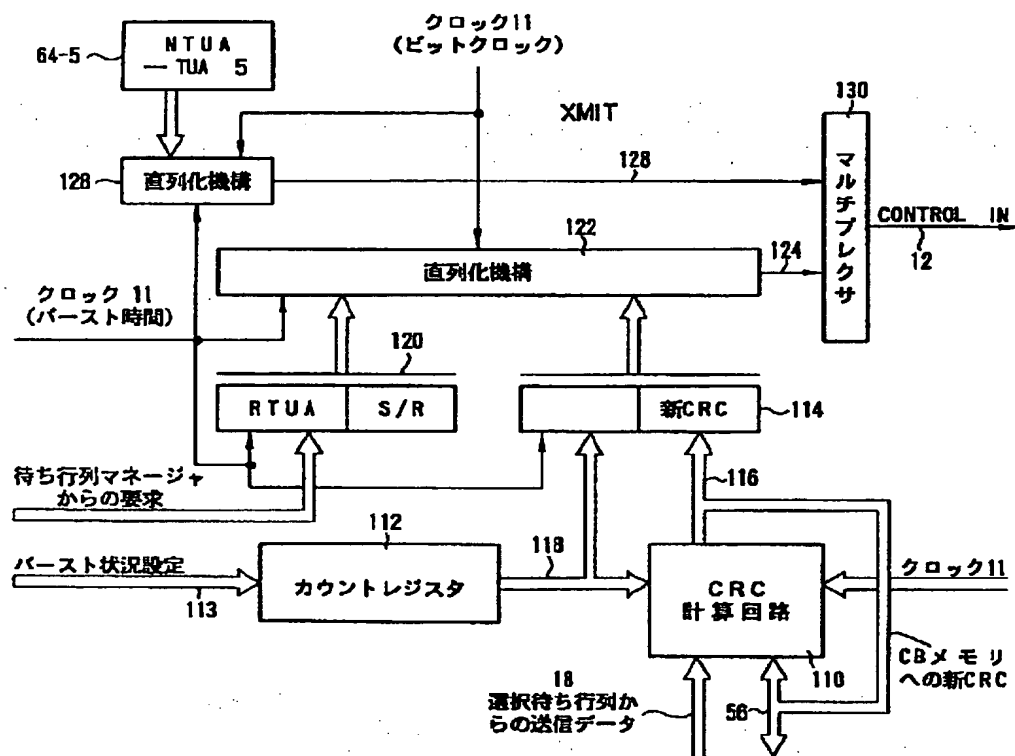 クロック11
(ビットクロック)
NTUA
— TUA 5
64-5
XMIT
130
126
直列化機構
128
マルチプレクサ
CONTROL IN
12
122
直列化機構
124
クロック 11
(バースト時間)
120
RTUA
S/R
新CRC
114
待ち行列マネージャ
からの要求
116
112
バースト状況設定
113
カウントレジスタ
118
CRC
計算回路
110
クロック11
CBメモリ
への新CRC
18
選択待ち行列か
らの送信データ
56